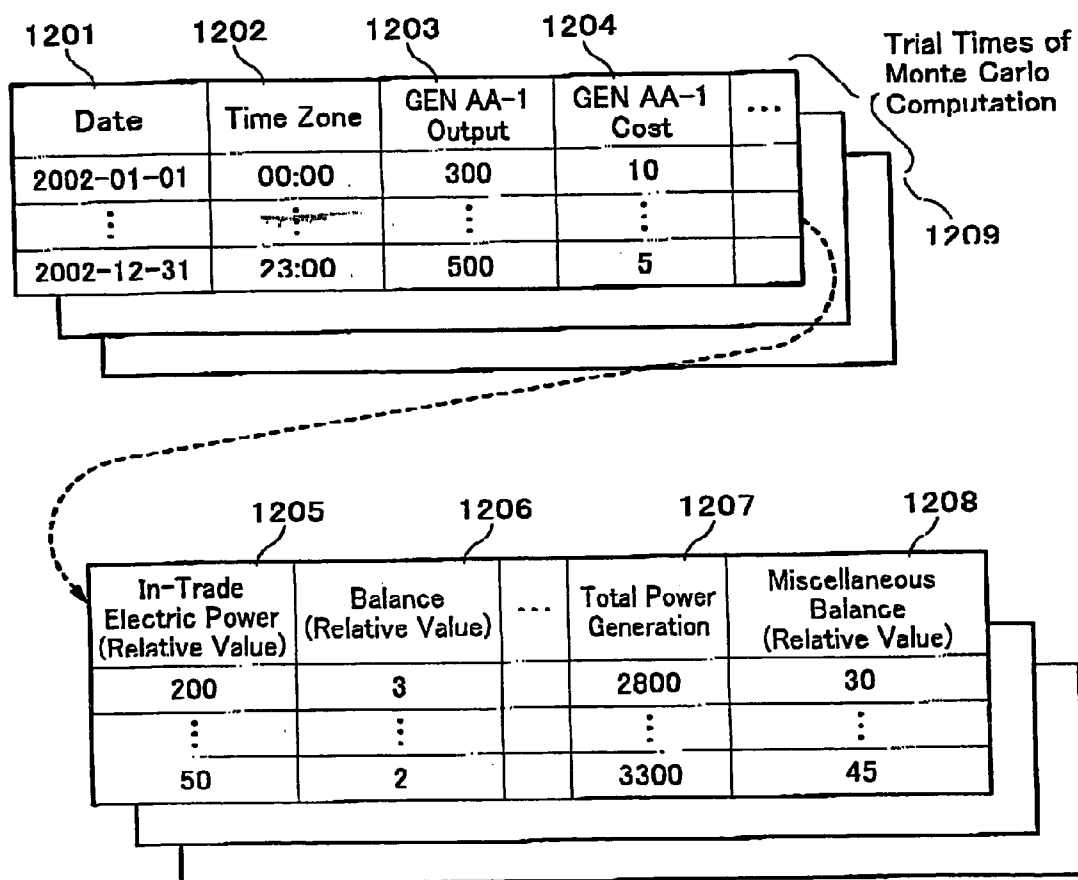 1201 1202 1203 1204
Trial Times of
Monte Carlo
Computation
1209
Date Time Zone GEN AA-1 Output GEN AA-1 Cost ...
2002-01-01 00:00 300 10
2002-12-31 23:00 500 5
1205 1206 1207 1208
In-Trade Electric Power (Relative Value) Balance (Relative Value) ... Total Power Generation Miscellaneous Balance (Relative Value)
200 3 2800 30
50 2 3300 45